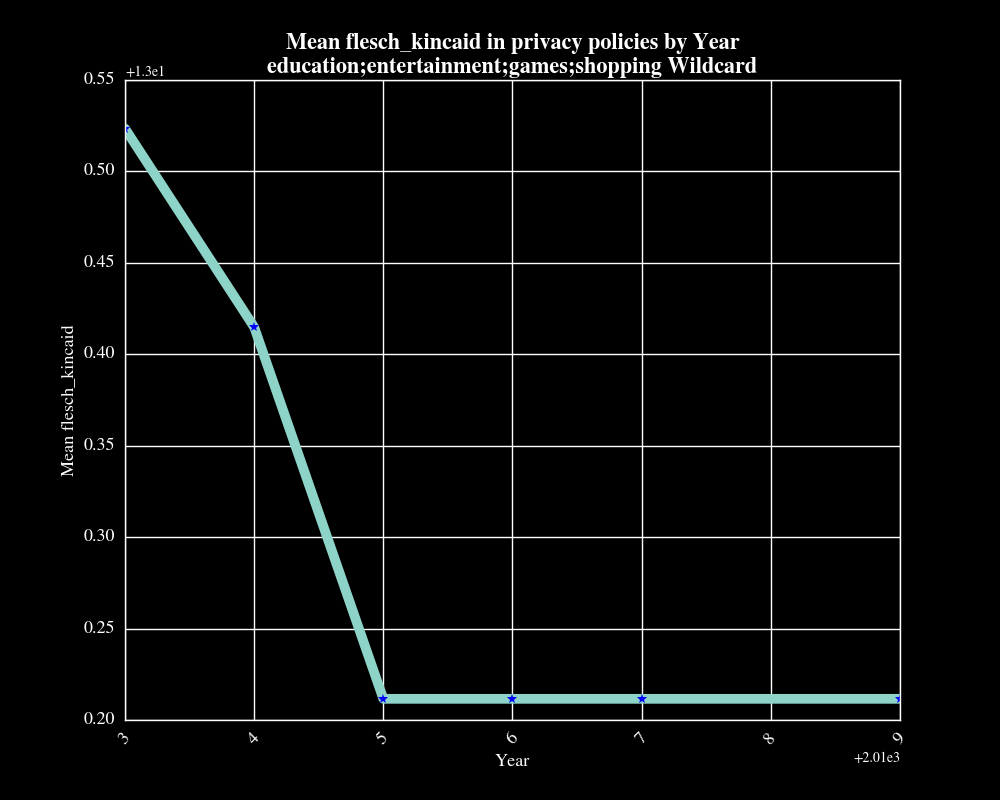 Mean flesch_kincaid in privacy policies by Year
education;entertainment;games;shopping Wildcard
+1.3e1
0.55
0.50
0.45
0.40
0.35
0.30
0.25
0.20
Mean flesch_kincaid
3 4 5 6 7 8 9
Year
+2.01e3